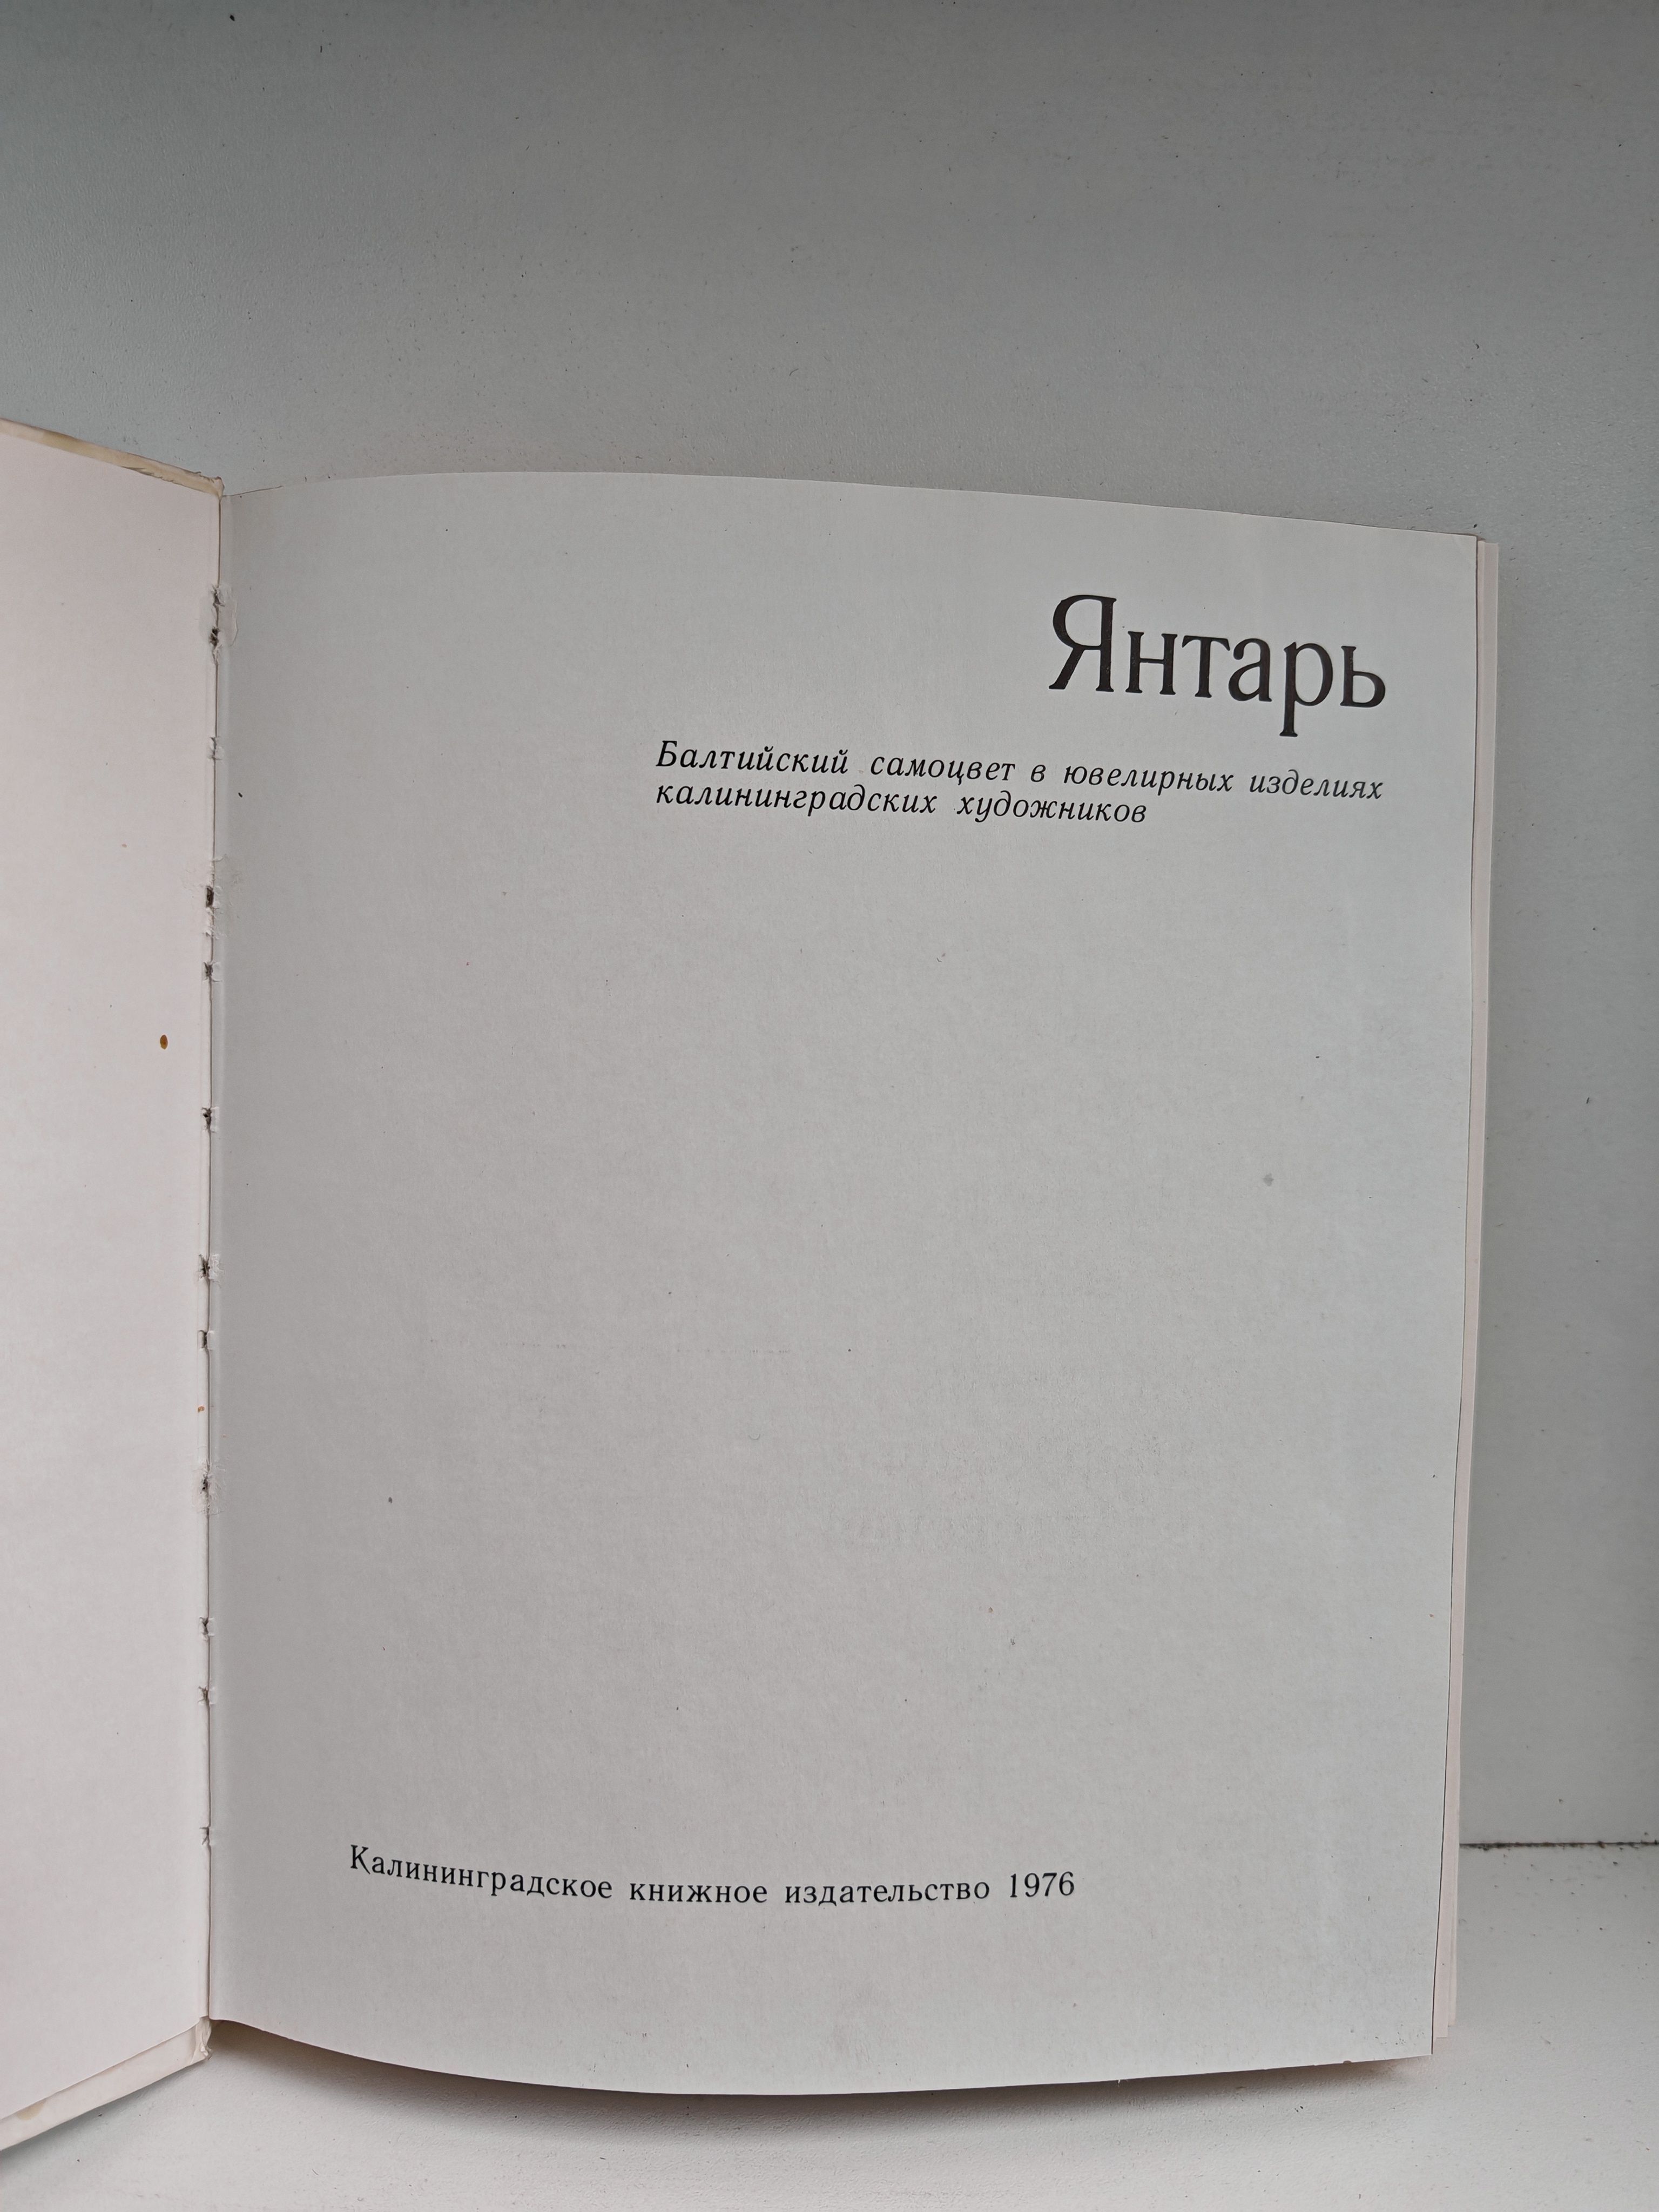 Янтарь
Балтийский самоцвет в ювелирных изделиях
калининградских художников
Калининградское книжное издательство 1976